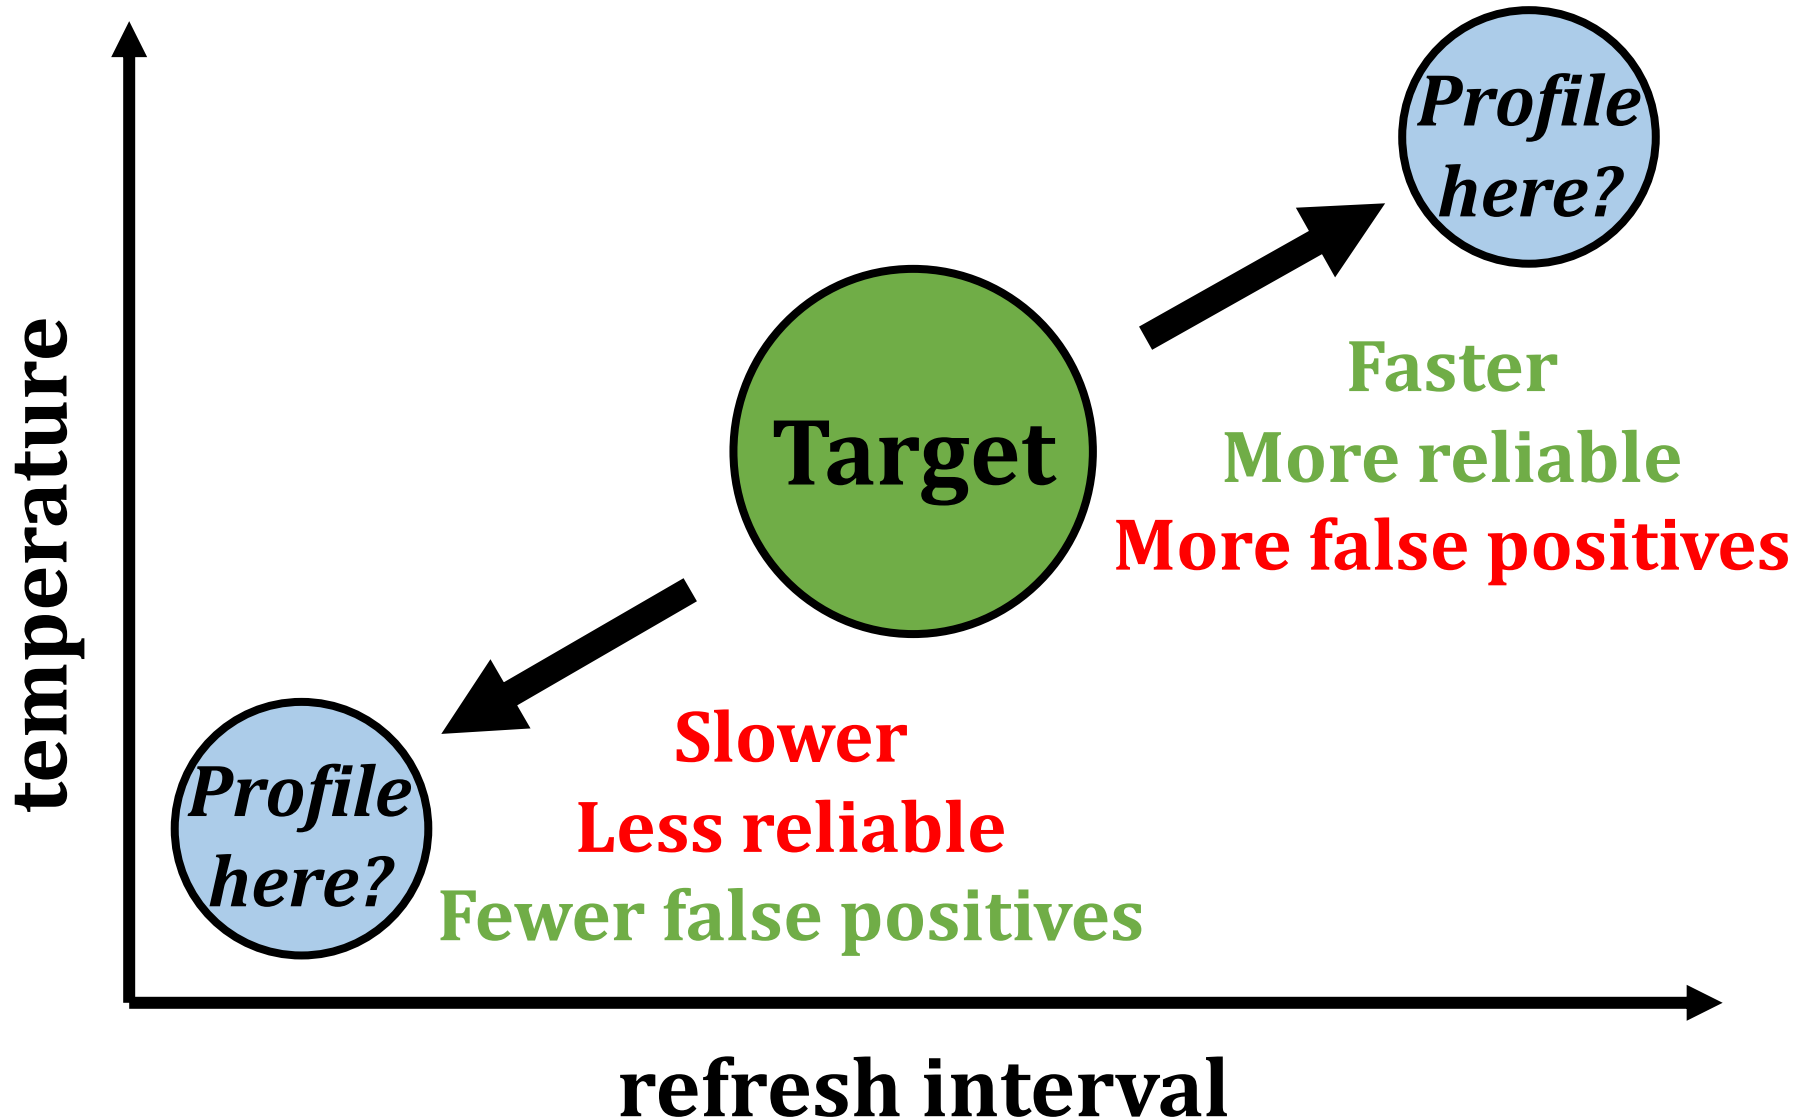 Profile
here?
Target
Faster
More reliable
More false positives
Slower
Less reliable
Fewer false positives
Profile
here?
temperature
refresh interval